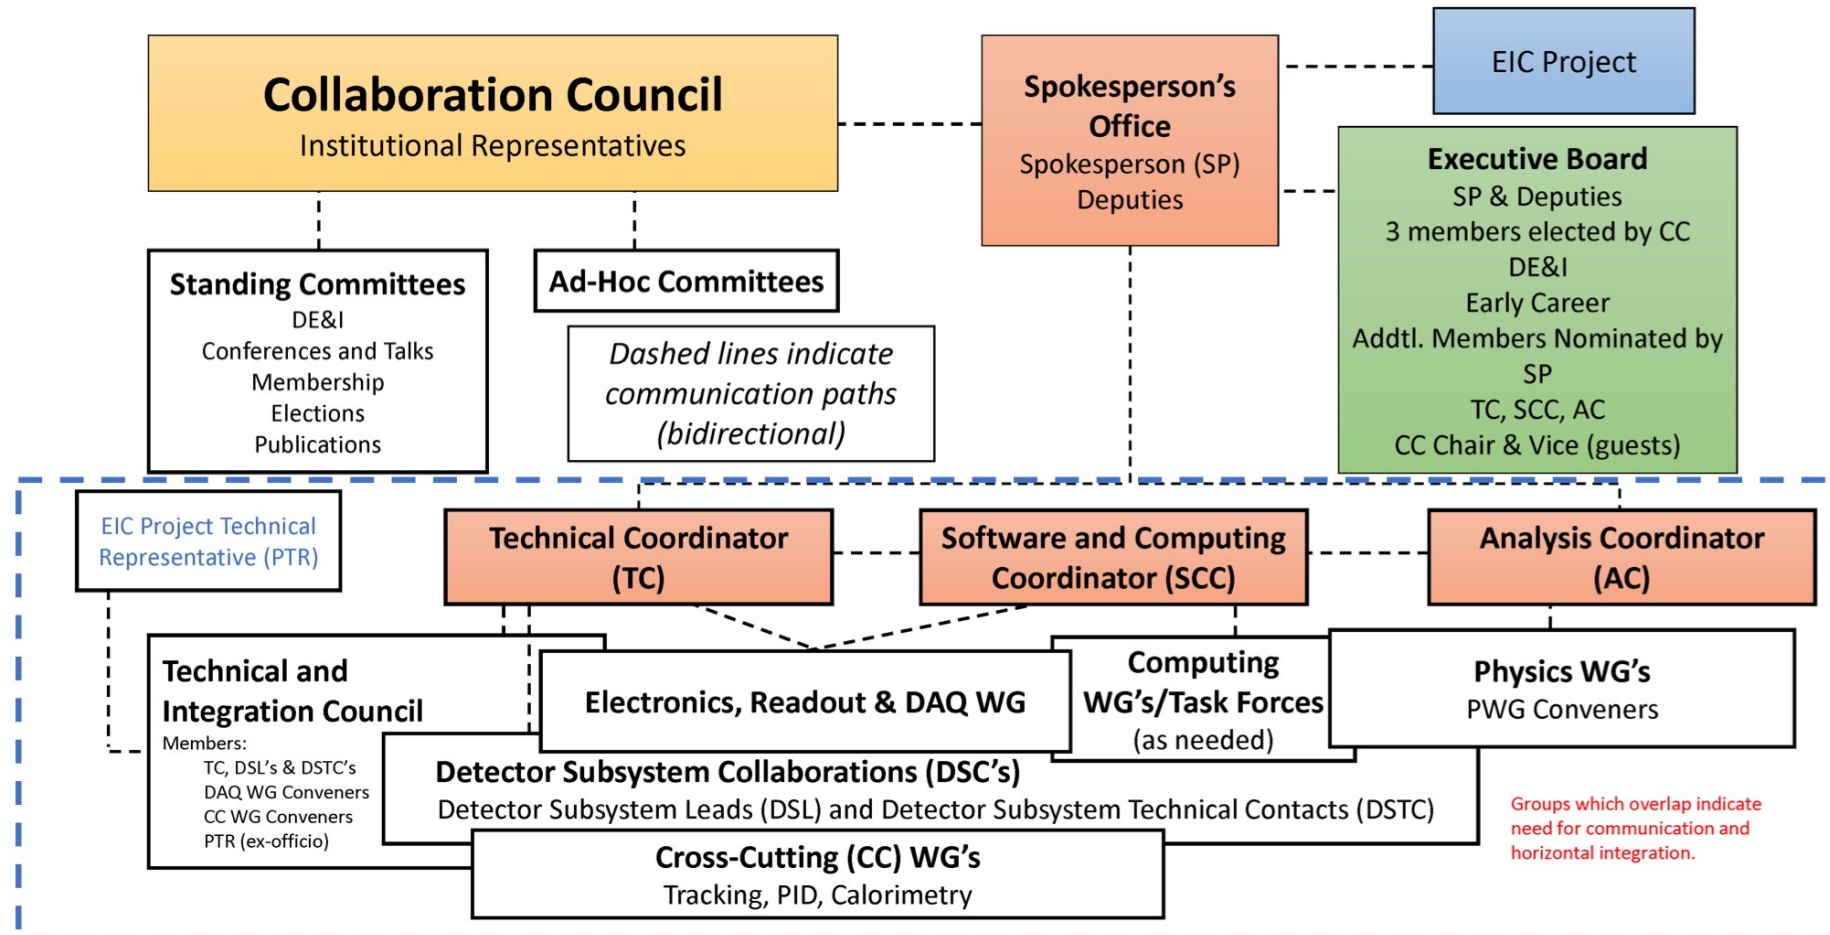 Collaboration Council
Institutional Representatives
Spokesperson's
Office
Spokesperson (SP)
Deputies
EIC Project
Executive Board
SP & Deputies
3 members elected by CC
DE&I
Early Career
Addtl. Members Nominated by
SP
TC, SCC, AC
CC Chair & Vice (guests)
Standing Committees
DE&I
Conferences and Talks
Membership
Elections
Publications
Ad-Hoc Committees
Dashed lines indicate
communication paths
(bidirectional)
EIC Project Technical
Representative (PTR)
Technical Coordinator
(TC)
Software and Computing
Coordinator (SCC)
Analysis Coordinator
(AC)
Technical and
Integration Council
Members:
TC, DSL's & DSTC's
DAQ WG Conveners
CC WG Conveners
PTR (ex-officio)
Electronics, Readout & DAQ WG
Computing
WG's/Task Forces
(as needed)
Physics WG's
PWG Conveners
Detector Subsystem Collaborations (DSC's)
Detector Subsystem Leads (DSL) and Detector Subsystem Technical Contacts (DSTC)
Cross-Cutting (CC) WG's
Tracking, PID, Calorimetry
Groups which overlap indicate
need for communication and
horizontal integration.